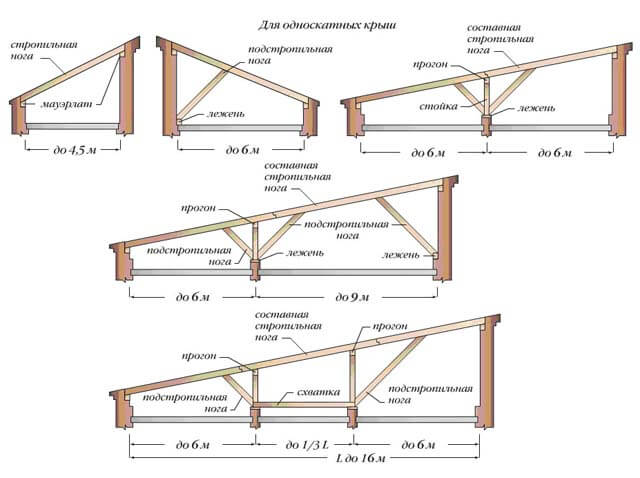 Для односкатных крыш
стропильная
нога
мауэрлат
до 4,5 м
подстропильная
нога
лежень
до 6 м
составная
стропильная
нога
прогон
стойка
лежень
до 6 м
до 6 м
составная
стропильная
нога
прогон
подстропильная
нога
подстропильная
нога
лежень
лежень
до 6 м
до 9 м
составная
стропильная
нога
прогон
прогон
подстропильная
нога
схватка
подстропильная
нога
до 6 м
до 1/3 L
до 6 м
L до 16 м